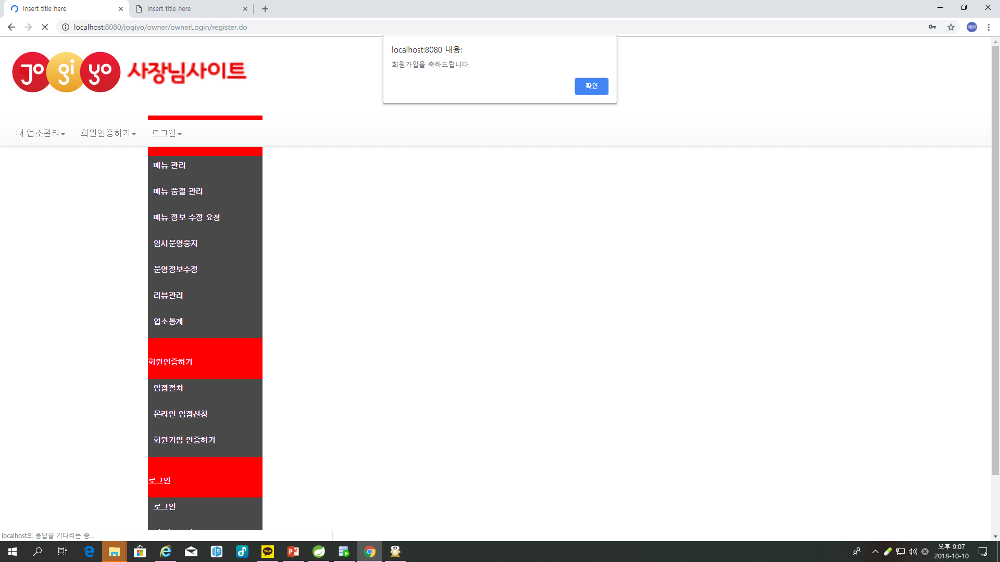 Insert title here
Insert title here
localhost:8080/jogiyo/owner/ownerLogin/register.do
혜원
localhost:8080 내용:
회원가입을 축하드립니다.
확인
Jo gi yo 사장님사이트
내 업소관리 회원인증하기 로그인
메뉴 관리
메뉴 품절 관리
메뉴 정보 수정 요청
임시운영중지
운영정보수정
리뷰관리
업소통계
회원인증하기
입점절차
온라인 입점신청
회원가입 인증하기
로그인
로그인
localhost의 응답을 기다리는 중...
TALK
오후 9:07
2018-10-10